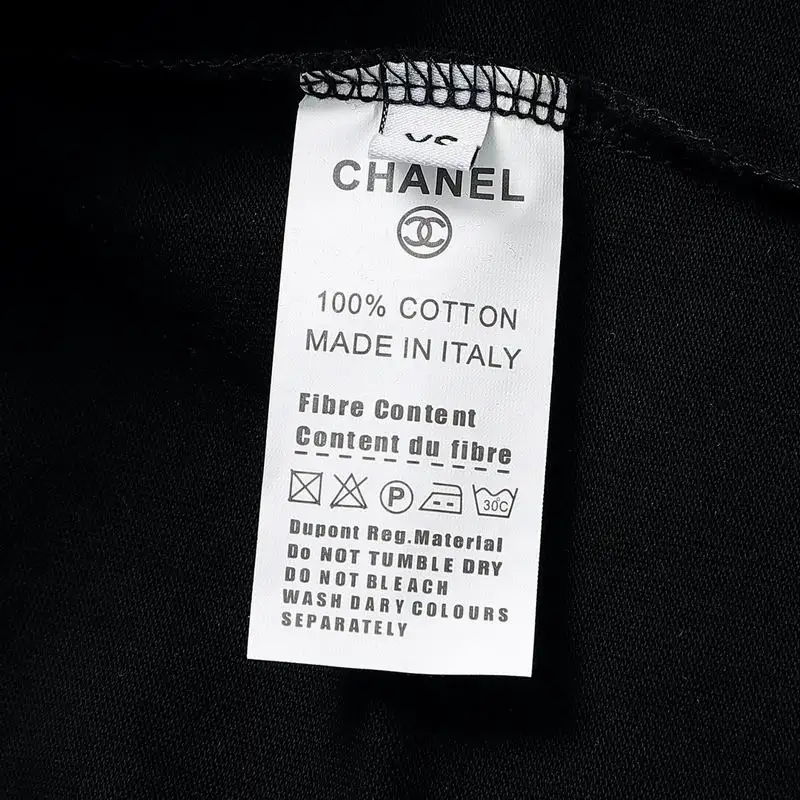 CHANEL
100% COTTON
MADE IN ITALY
Fibre Content
Content du fibre
P
30°C
Dupont Reg.Material
Do NOT TUMBLE DRY
DO NOT BLEACH
WASH DARY COLOURS
SEPARATELY